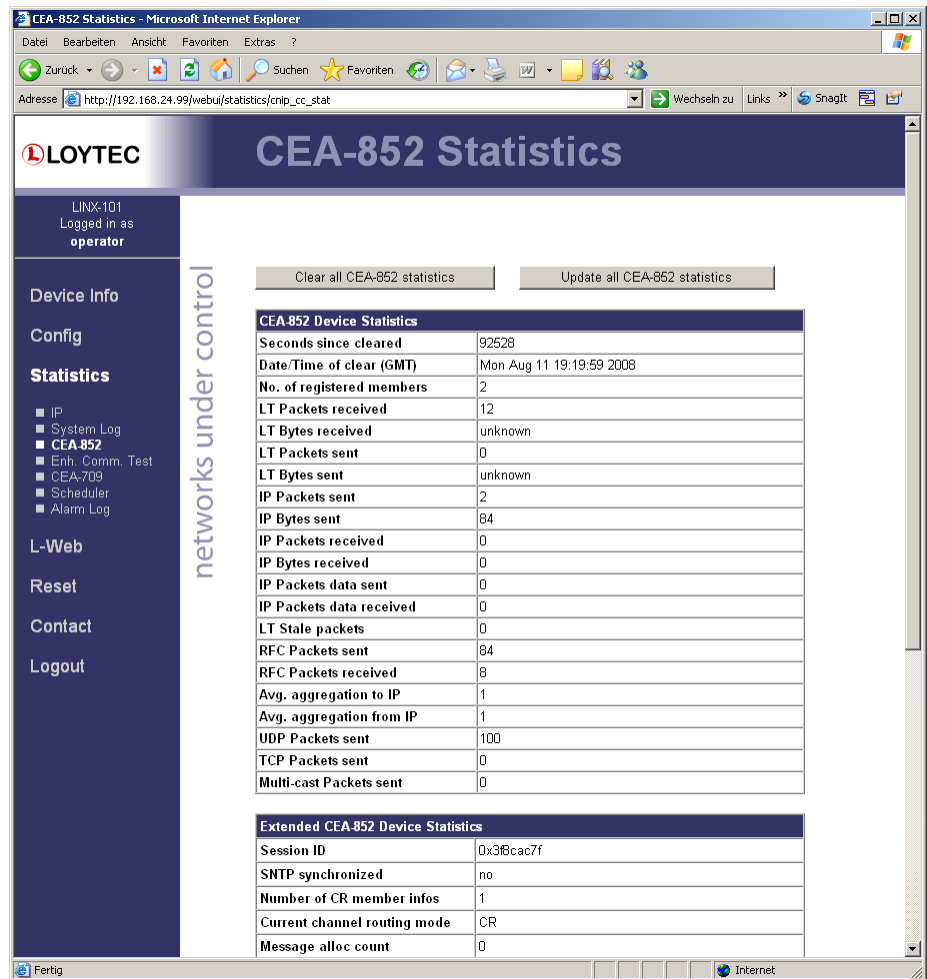 CEA-852 Statistics - Microsoft Internet Explorer
Datei Bearbeiten Ansicht Favoriten Extras ?
Zurück Suchen Favoriten
Adresse http://192.168.24.99/webui/statistics/cnip_cc_stat Wechseln zu Links » SnagIt
LOYTEC
CEA-852 Statistics
LINX-101
Logged in as
operator
Device Info
Config
Statistics
IP
System Log
CEA-852
Enh. Comm. Test
CEA-709
Scheduler
Alarm Log
L-Web
Reset
Contact
Logout
networks under control
Clear all CEA-852 statistics Update all CEA-852 statistics
CEA-852 Device Statistics
Seconds since cleared 92528
Date/Time of clear (GMT) Mon Aug 11 19:19:59 2008
No. of registered members 2
LT Packets received 12
LT Bytes received unknown
LT Packets sent 0
LT Bytes sent unknown
IP Packets sent 2
IP Bytes sent 84
IP Packets received 0
IP Bytes received 0
IP Packets data sent 0
IP Packets data received 0
LT Stale packets 0
RFC Packets sent 84
RFC Packets received 8
Avg. aggregation to IP 1
Avg. aggregation from IP 1
UDP Packets sent 100
TCP Packets sent 0
Multi-cast Packets sent 0
Extended CEA-852 Device Statistics
Session ID 0x3f8cac7f
SNTP synchronized no
Number of CR member infos 1
Current channel routing mode CR
Message alloc count 0
Fertig Internet